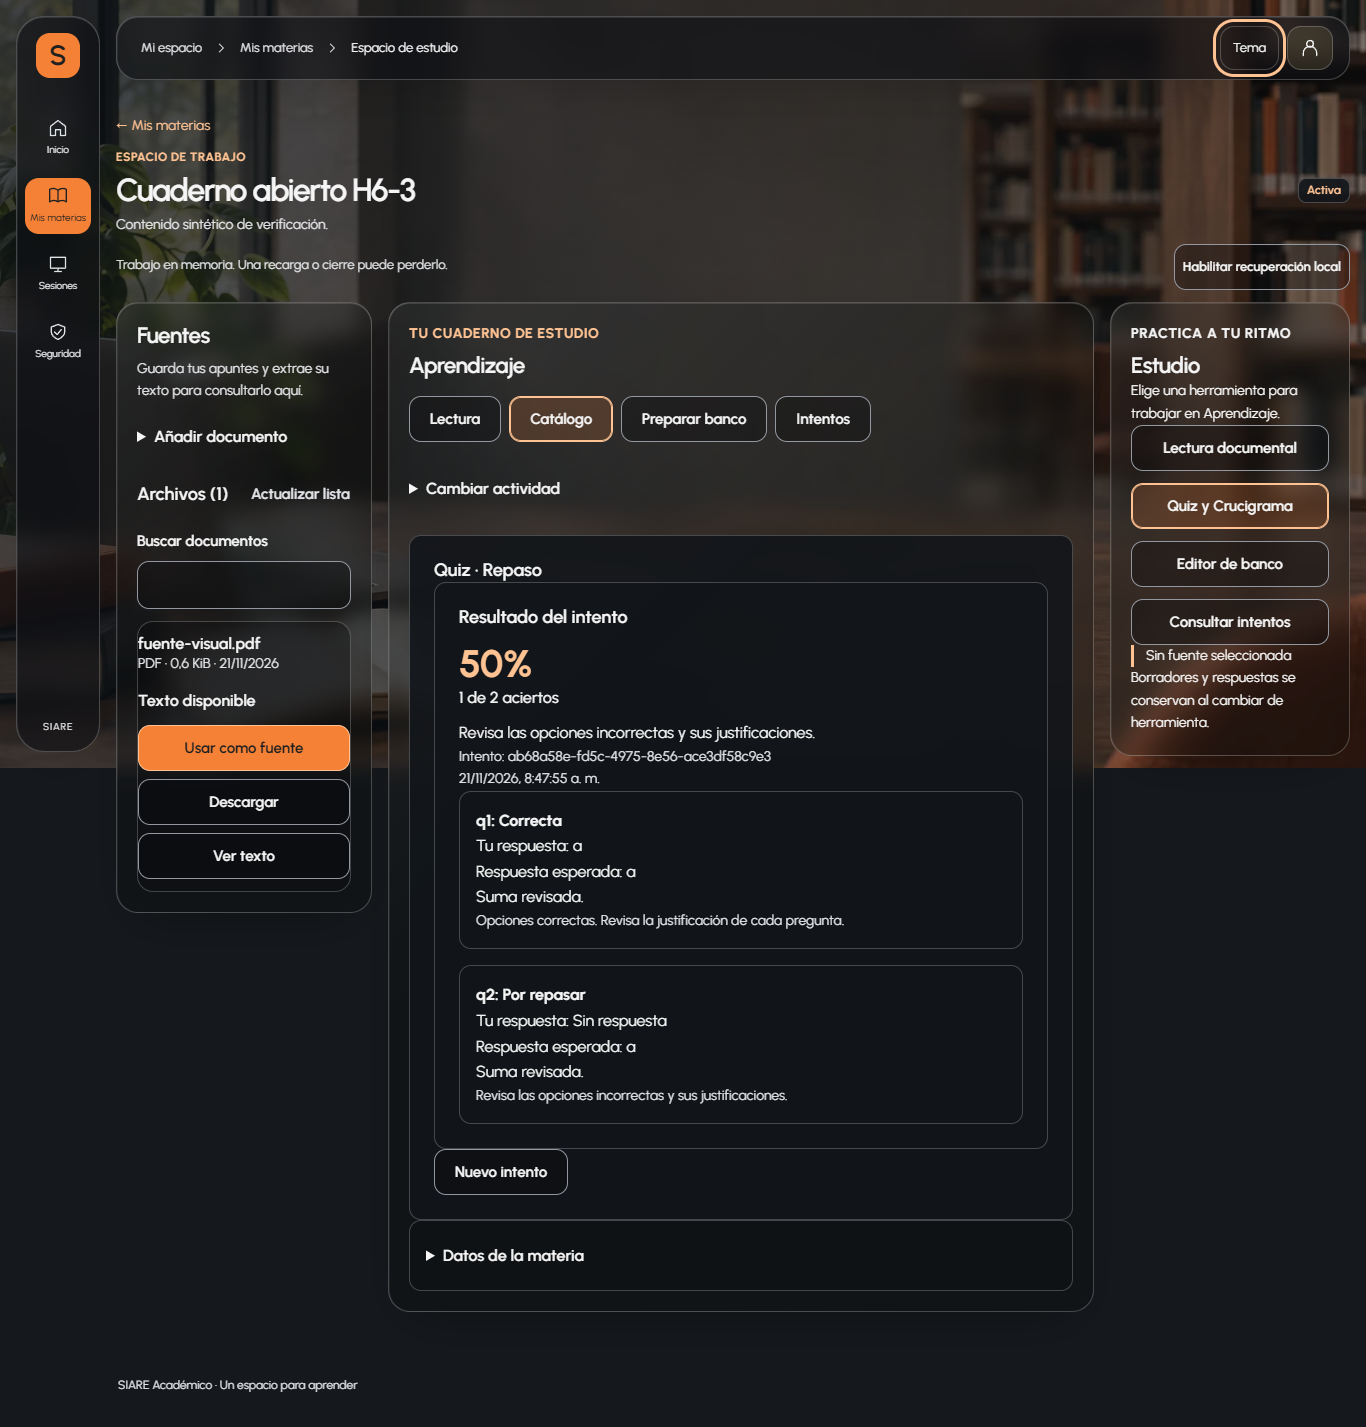 S
Inicio
Mis materias
Sesiones
Seguridad
SIARE
Mi espacio > Mis materias > Espacio de estudio
Tema
← Mis materias
ESPACIO DE TRABAJO
Cuaderno abierto H6-3
Activa
Contenido sintético de verificación.
Trabajo en memoria. Una recarga o cierre puede perderlo.
Habilitar recuperación local
Fuentes
Guarda tus apuntes y extrae su
texto para consultarlo aquí.
▶ Añadir documento
Archivos (1) Actualizar lista
Buscar documentos
fuente-visual.pdf
PDF · 0,6 KiB · 21/11/2026
Texto disponible
Usar como fuente
Descargar
Ver texto
TU CUADERNO DE ESTUDIO
Aprendizaje
Lectura Catálogo Preparar banco Intentos
▶ Cambiar actividad
Quiz · Repaso
Resultado del intento
50%
1 de 2 aciertos
Revisa las opciones incorrectas y sus justificaciones.
Intento: ab68a58e-fd5c-4975-8e56-ace3df58c9e3
21/11/2026, 8:47:55 a. m.
q1: Correcta
Tu respuesta: a
Respuesta esperada: a
Suma revisada.
Opciones correctas. Revisa la justificación de cada pregunta.
q2: Por repasar
Tu respuesta: Sin respuesta
Respuesta esperada: a
Suma revisada.
Revisa las opciones incorrectas y sus justificaciones.
Nuevo intento
▶ Datos de la materia
PRACTICA A TU RITMO
Estudio
Elige una herramienta para
trabajar en Aprendizaje.
Lectura documental
Quiz y Crucigrama
Editor de banco
Consultar intentos
Sin fuente seleccionada
Borradores y respuestas se
conservan al cambiar de
herramienta.
SIARE Académico · Un espacio para aprender